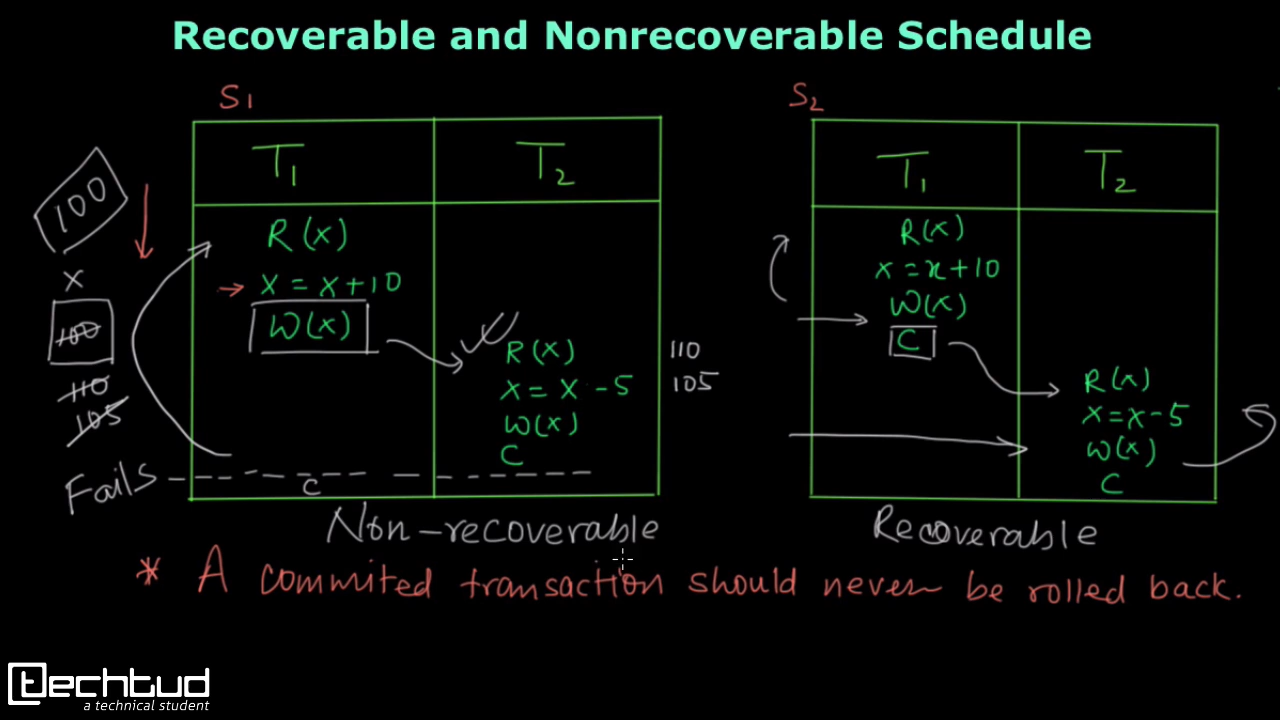 Recoverable and Nonrecoverable Schedule
S1
T1 T2
100
R(x)
x
x = x+10
W(x)
100
R(x) 110
110
x = x - 5 105
105
W(x)
C
Fails
C
Non-recoverable
S2
T1 T2
R(x)
x = x+10
W(x)
C
R(x)
x=x-5
W(x)
C
Recoverable
* A commited transaction should never be rolled back.
techtud
a technical student